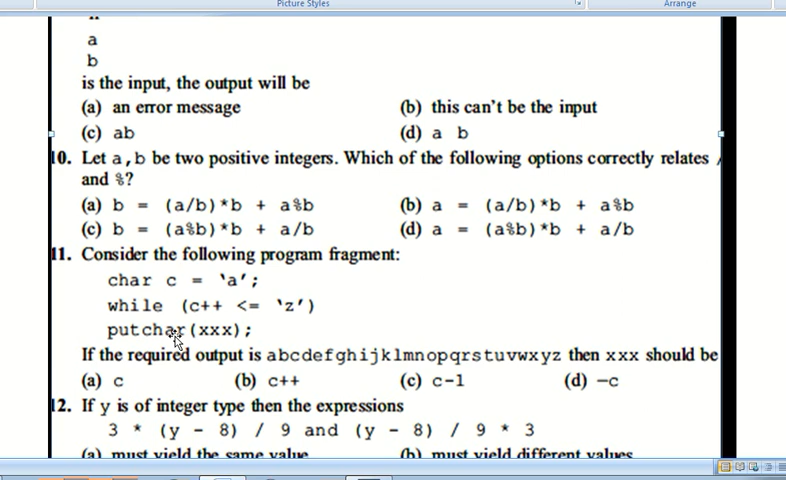 Picture Styles
Arrange
a
b
is the input, the output will be
(a) an error message (b) this can't be the input
(c) ab (d) a b
10. Let a,b be two positive integers. Which of the following options correctly relates /
and %?
(a) b = (a/b)*b + a%b (b) a = (a/b)*b + a%b
(c) b = (a%b)*b + a/b (d) a = (a%b)*b + a/b
11. Consider the following program fragment:
char c = 'a';
while (c++ <= 'z')
putchar(xxx);
If the required output is abcdefghijklmnopqrstuvwxyz then xxx should be
(a) c (b) c++ (c) c-1 (d) -c
12. If y is of integer type then the expressions
3 * (y - 8) / 9 and (y - 8) / 9 * 3
(a) must yield the same value (b) must yield different values